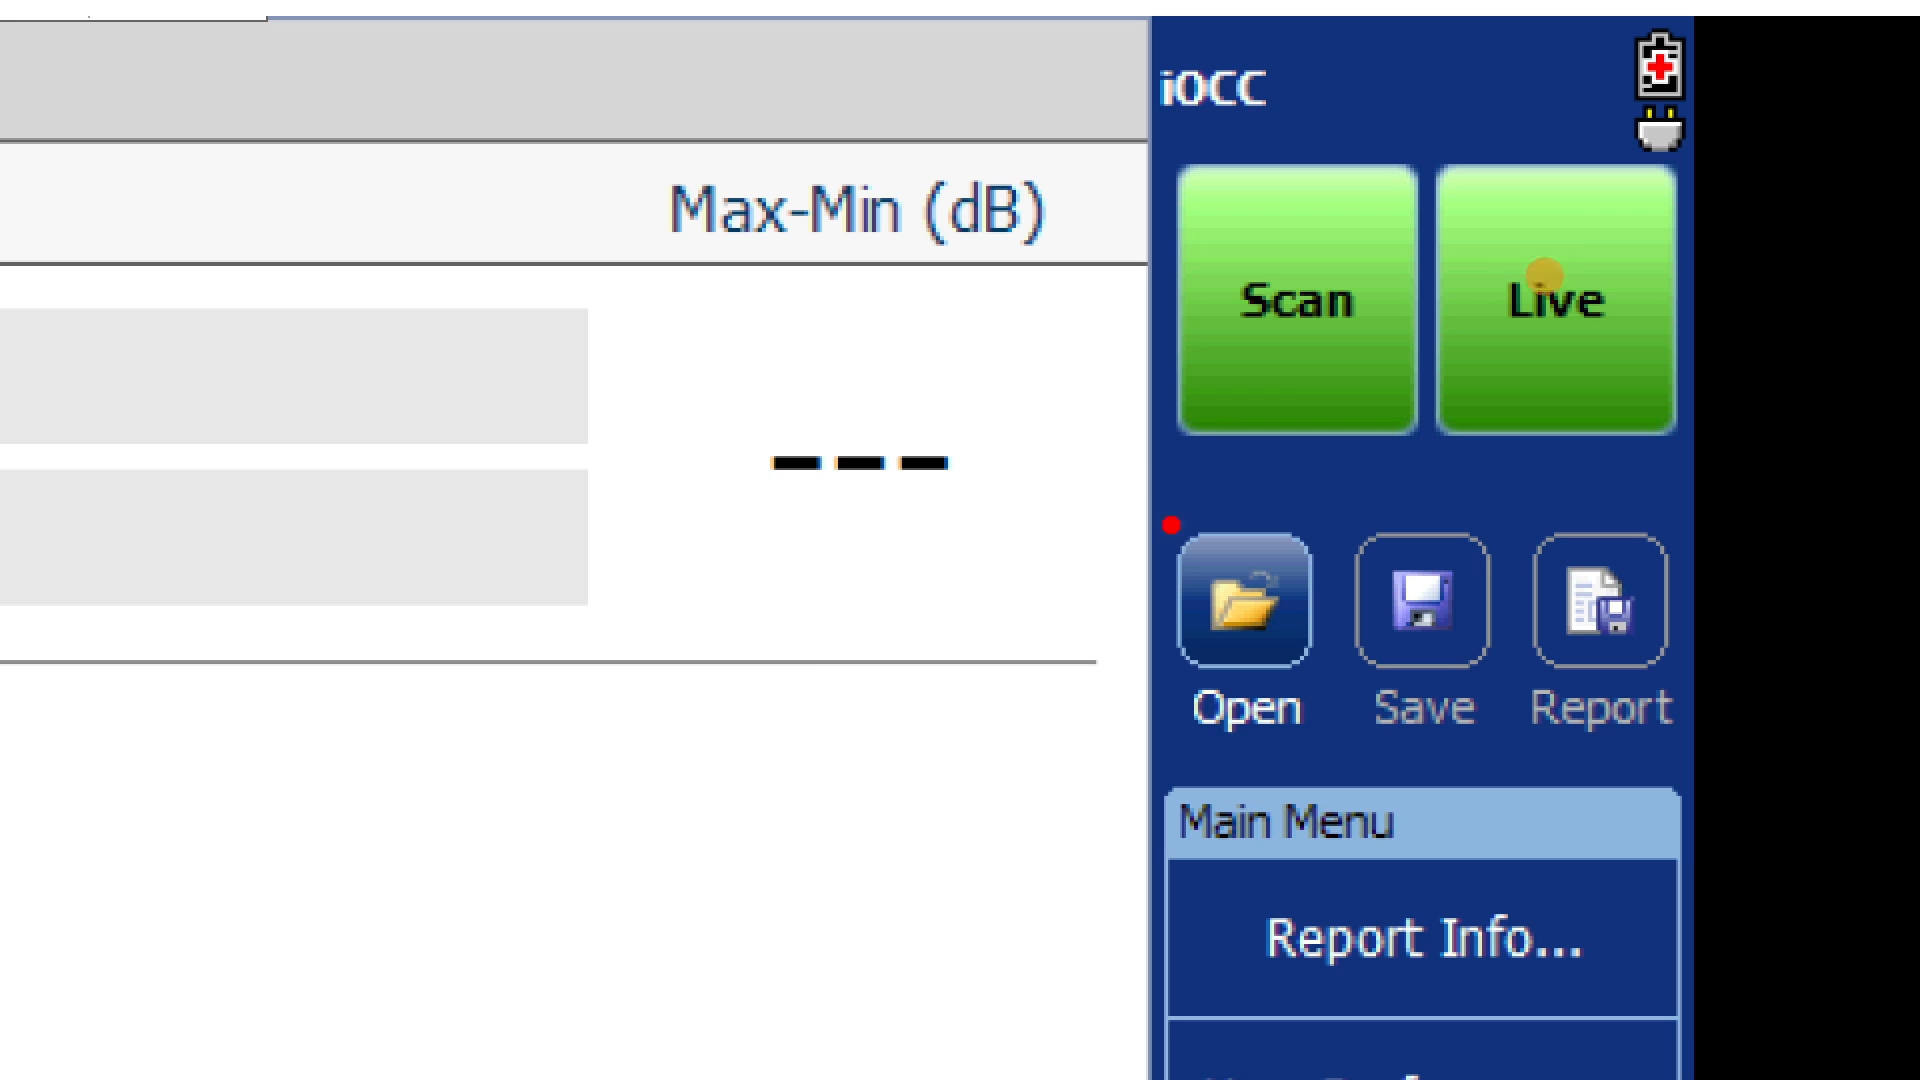 iOCC
Max-Min (dB)
Scan
Live
---
Open
Save
Report
Main Menu
Report Info...